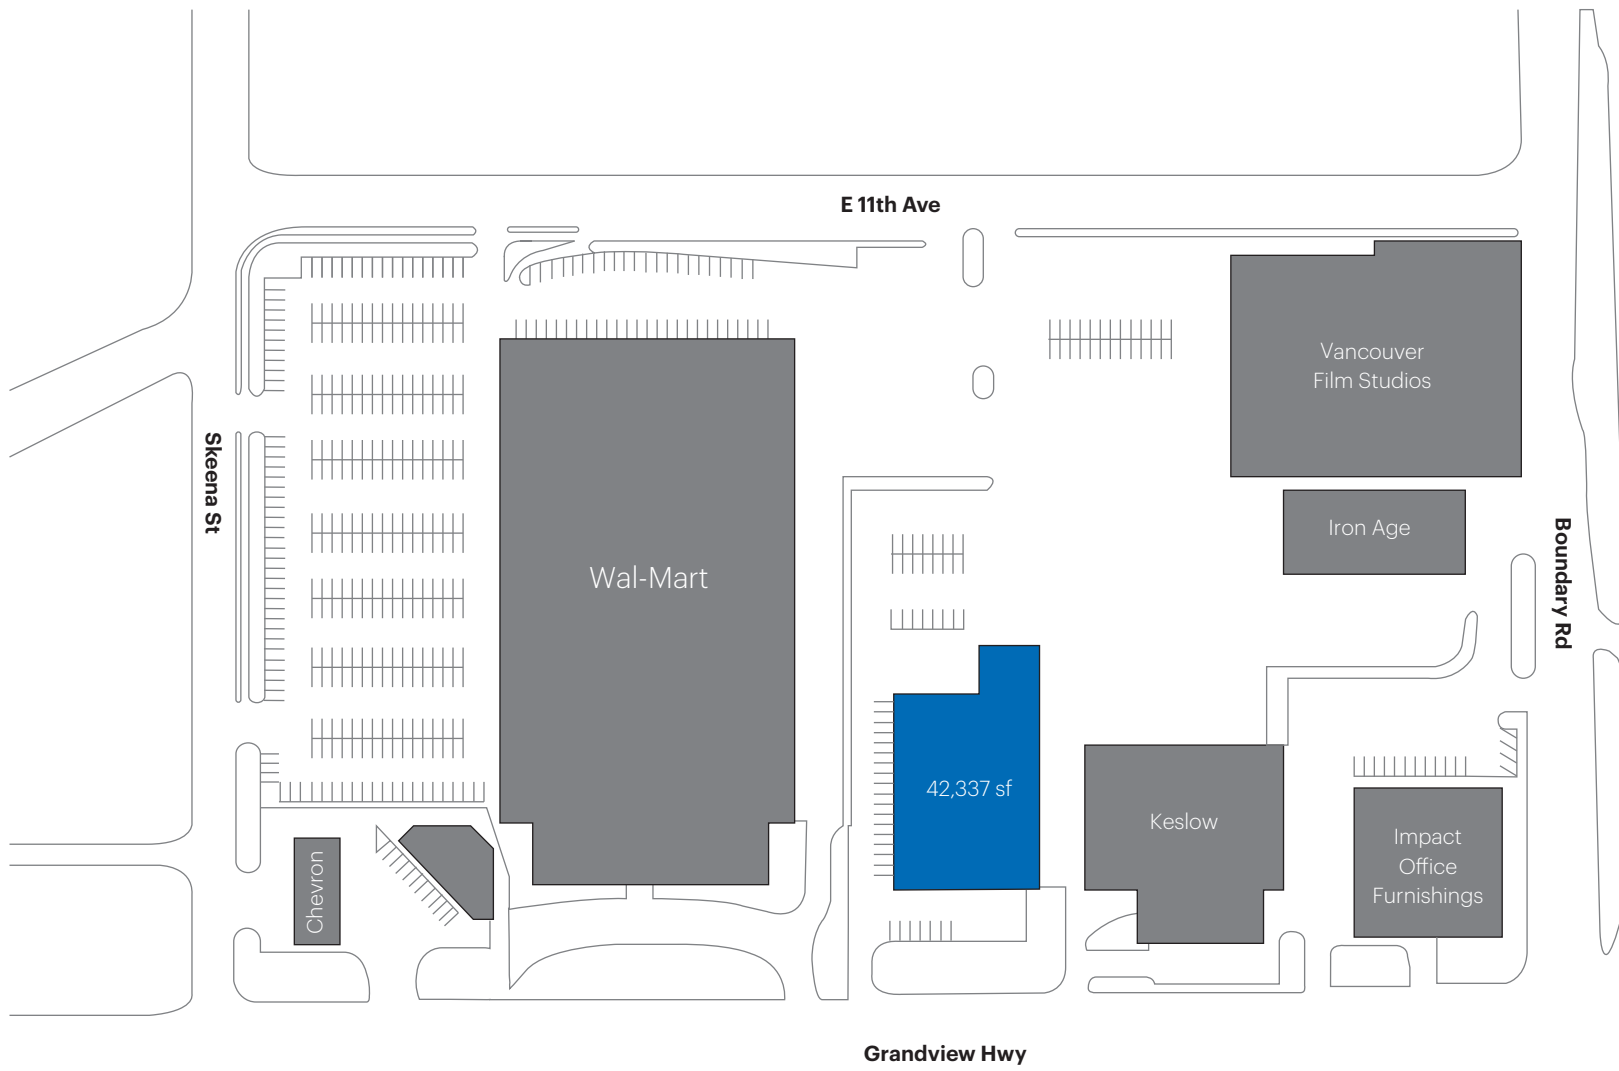 E 11th Ave
Vancouver
Film Studios
Skeena St
Iron Age
Boundary Rd
Wal-Mart
42,337 sf
Keslow
Impact
Office
Furnishings
Chevron
Grandview Hwy